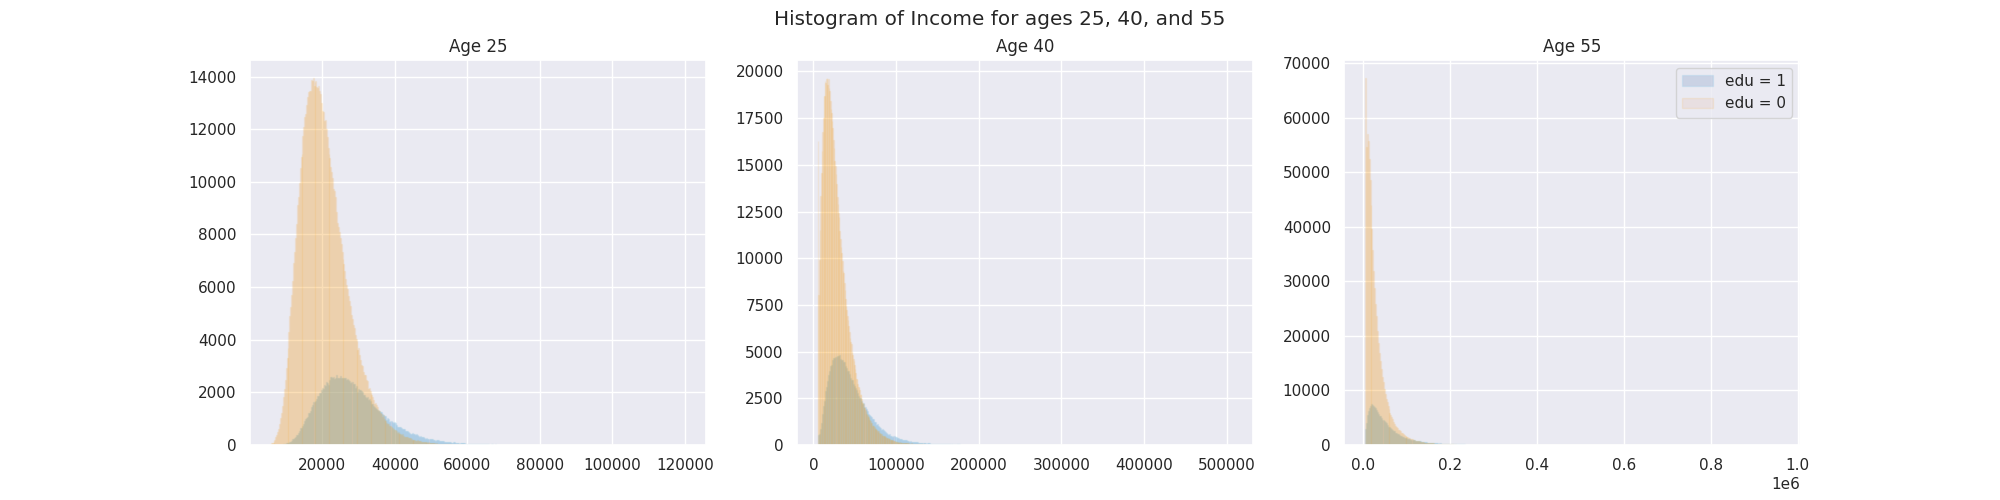 Histogram of Income for ages 25, 40, and 55
Age 25
14000
12000
10000
8000
6000
4000
2000
0
20000 40000 60000 80000 100000 120000
Age 40
20000
17500
15000
12500
10000
7500
5000
2500
0
0 100000 200000 300000 400000 500000
Age 55
70000
60000
50000
40000
30000
20000
10000
0
0.0 0.2 0.4 0.6 0.8 1.0
1e6
edu = 1
edu = 0